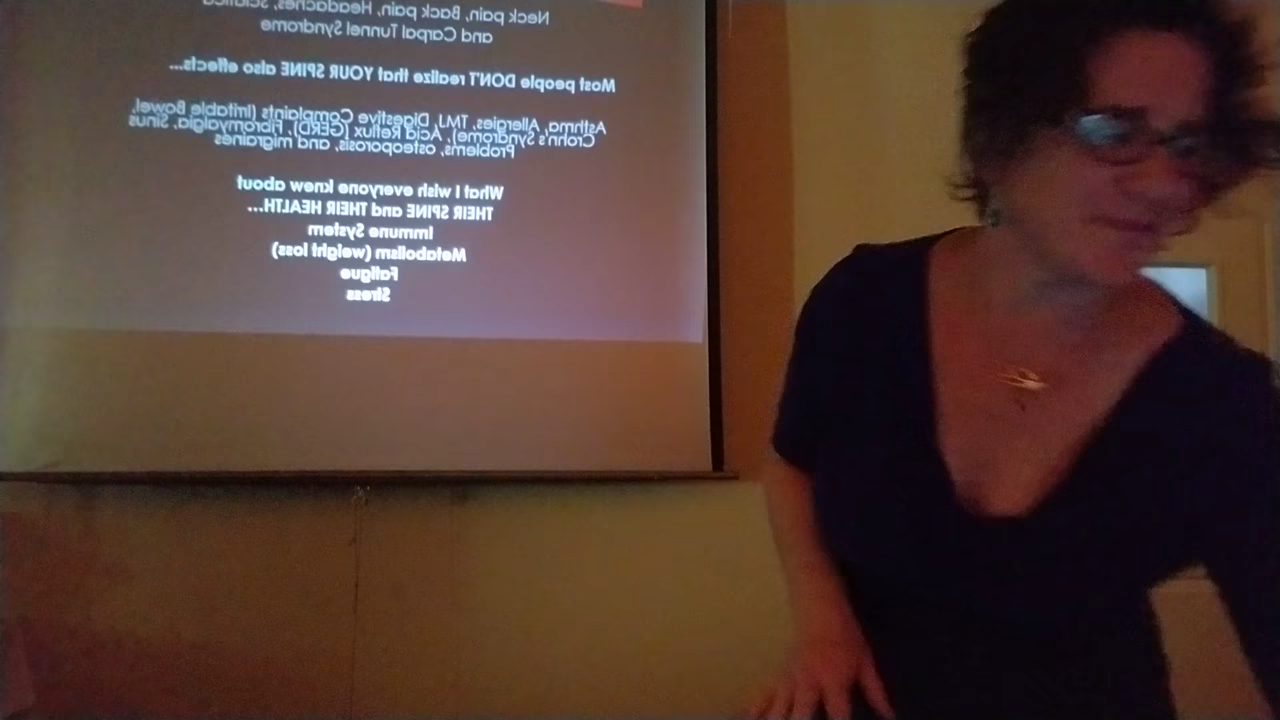 Neck pain, Back pain, Headaches, Sciatica,
and Carpal Tunnel Syndrome
Most people DON'T realize that YOUR SPINE also effects...
Asthma, Allergies, TMJ, Digestive Complaints (Irritable Bowel,
Crohn's Syndrome), Acid Reflux (GERD), Fibromyalgia, Sinus
Problems, osteoporosis, and migraines
What I wish everyone knew about
THEIR SPINE and THEIR HEALTH...
Immune System
Metabolism (weight loss)
Fatigue
Stress